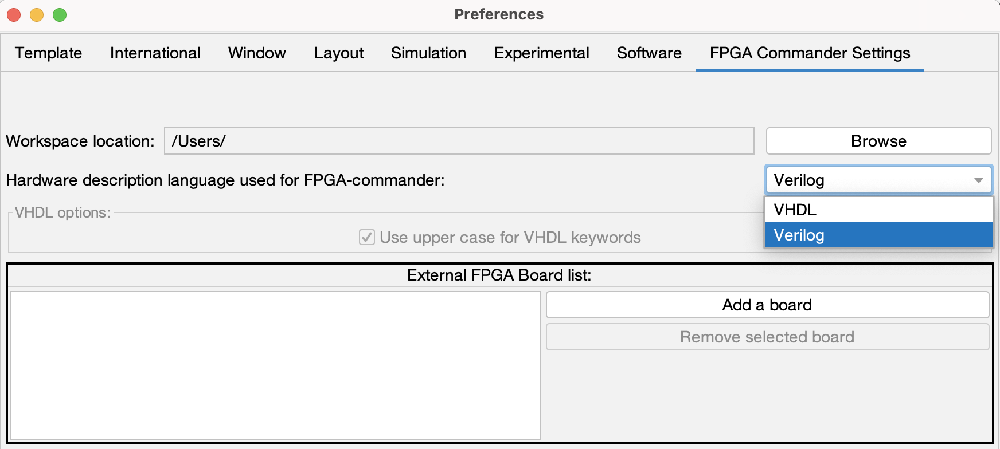 Preferences
Template International Window Layout Simulation Experimental Software FPGA Commander Settings
Workspace location: /Users/ Browse
Hardware description language used for FPGA-commander: Verilog
VHDL
VHDL options:
Verilog
Use upper case for VHDL keywords
External FPGA Board list:
Add a board
Remove selected board